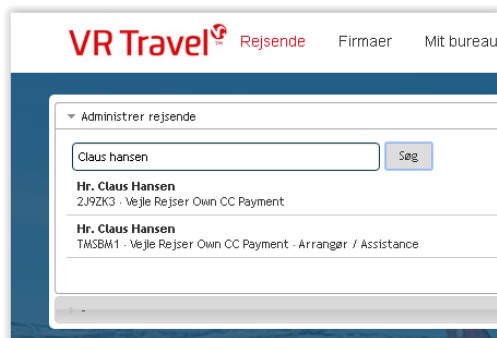 VR Travel™ Rejsende Firmaer Mit bureau
Administrer rejsende
Claus hansen Søg
Hr. Claus Hansen
2J9ZK3 · Vejle Rejser Own CC Payment
Hr. Claus Hansen
TMSBM1 · Vejle Rejser Own CC Payment · Arrangør / Assistance
-